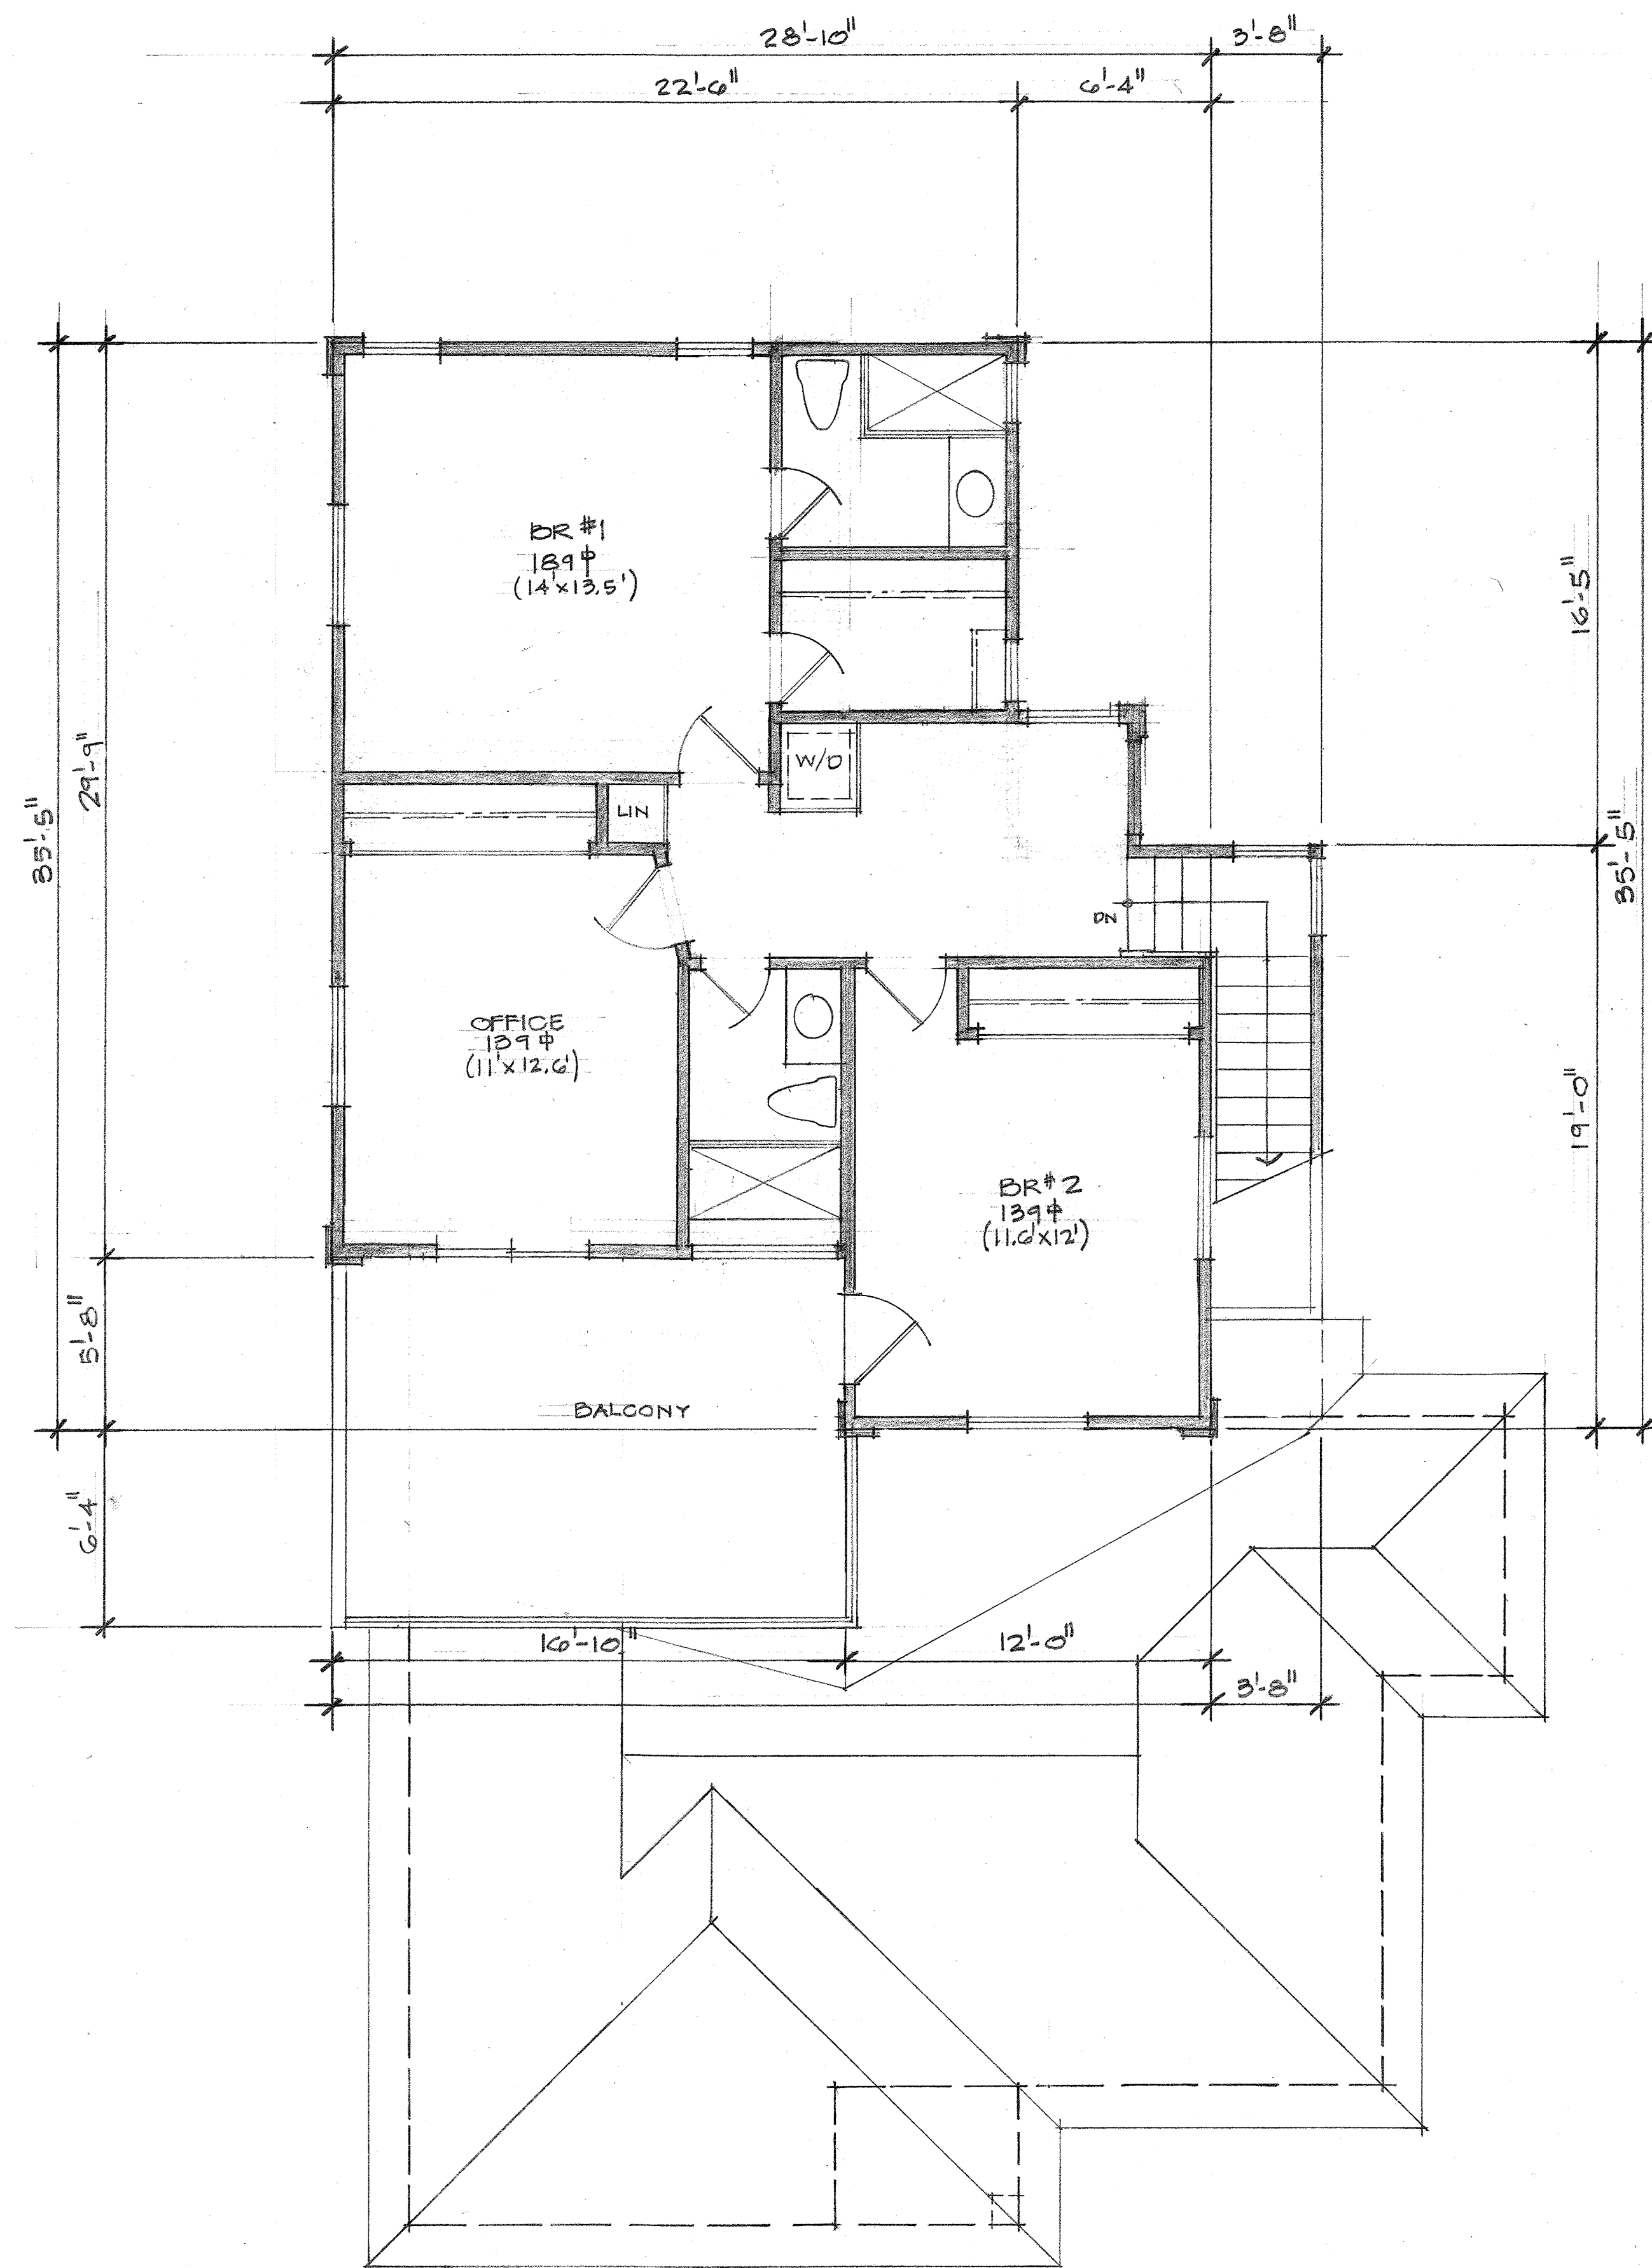 28'-10"
3'-8"
22'-6"
6'-4"
BR #1
189 ⌽
(14'x13.5')
16'-5"
W/D
29'-9"
LIN
35'-5"
35'-5"
DN
OFFICE
139 ⌽
(11'x12.6')
19'-0"
BR#2
139 ⌽
(11.6'x12')
5'-8"
BALCONY
6'-4"
16'-10"
12'-0"
3'-8"